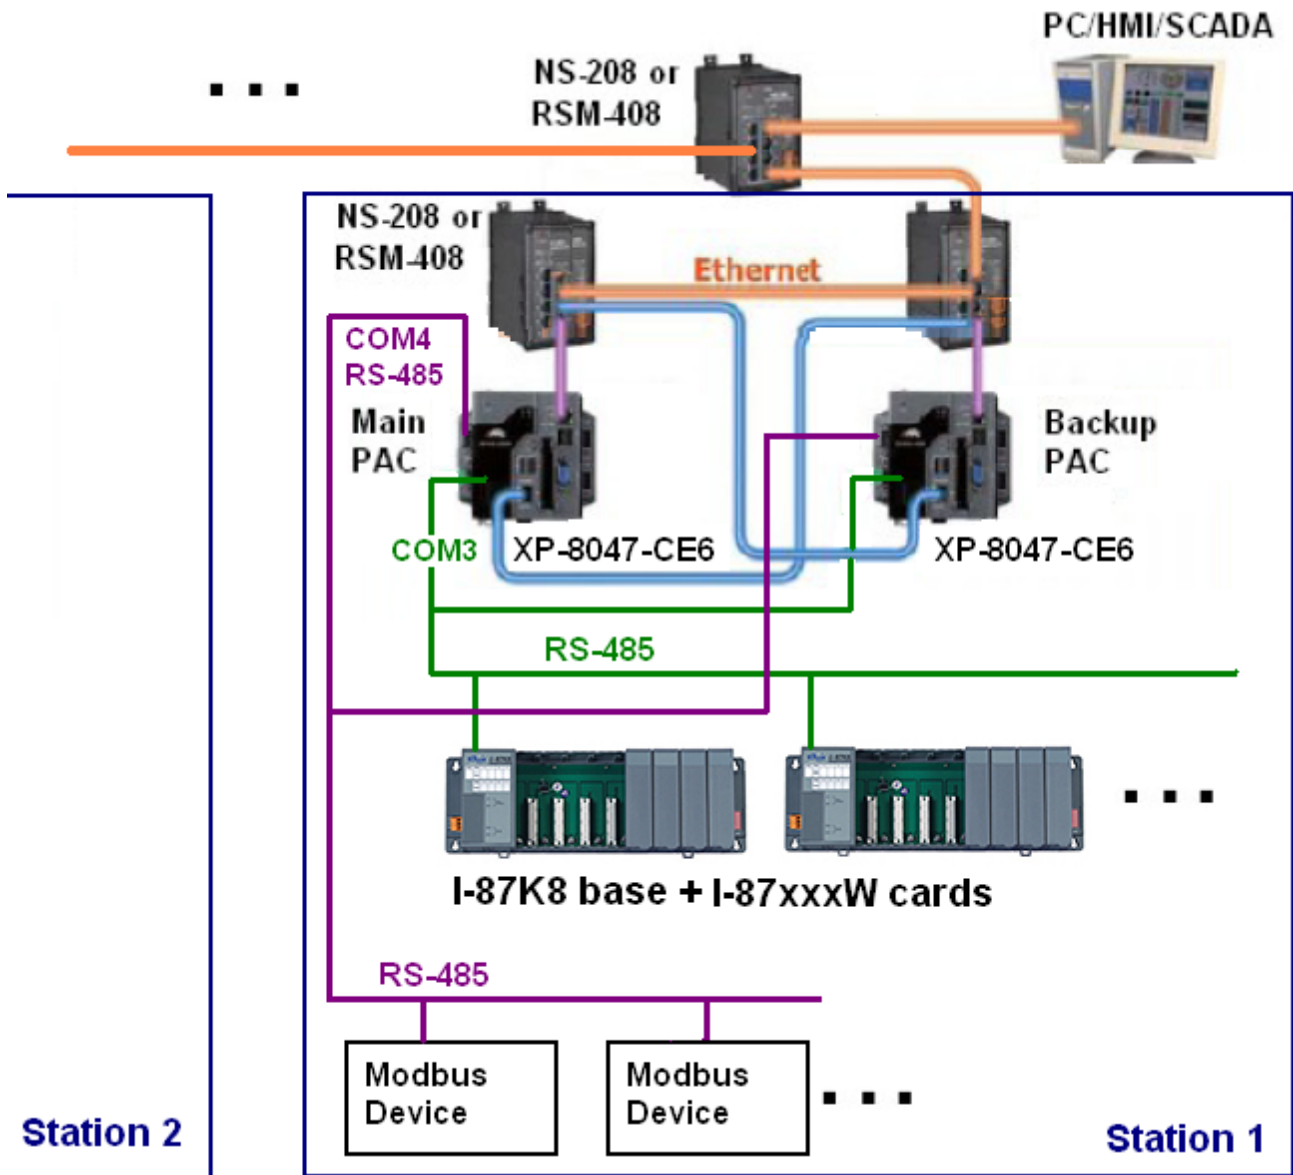 PC/HMI/SCADA
NS-208 or
RSM-408
NS-208 or
RSM-408
Ethernet
COM4
RS-485
Main
PAC
Backup
PAC
COM3
XP-8047-CE6
XP-8047-CE6
RS-485
I-87K8 base + I-87xxxW cards
RS-485
Modbus
Device
Modbus
Device
Station 2
Station 1